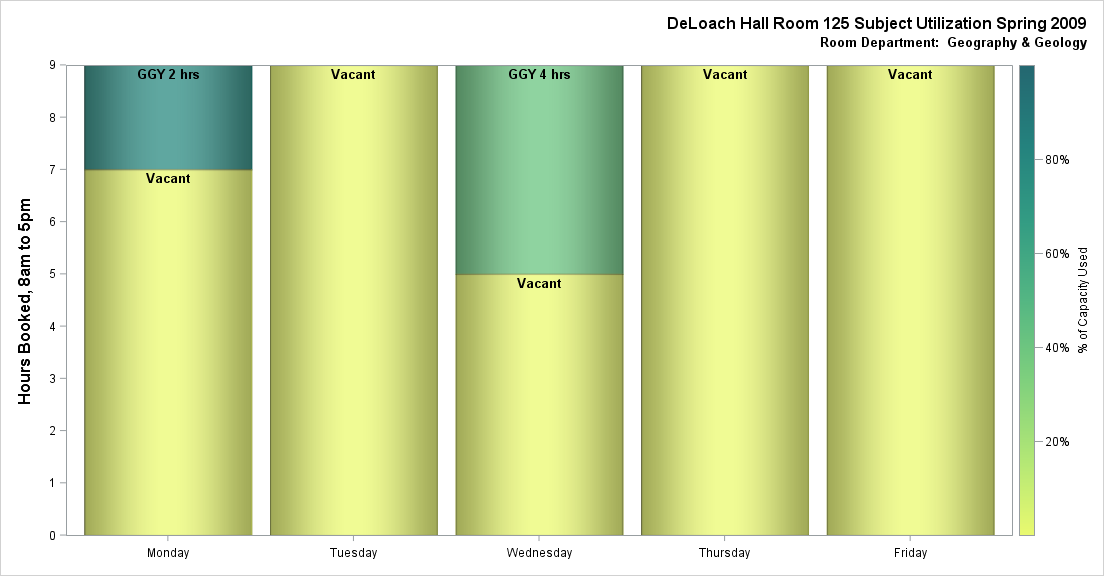 DeLoach Hall Room 125 Subject Utilization Spring 2009
Room Department:  Geography & Geology
Hours Booked, 8am to 5pm
9
8
7
6
5
4
3
2
1
0
GGY 2 hrs
Vacant
Vacant
GGY 4 hrs
Vacant
Vacant
Vacant
Monday
Tuesday
Wednesday
Thursday
Friday
80%
60%
40%
20%
% of Capacity Used